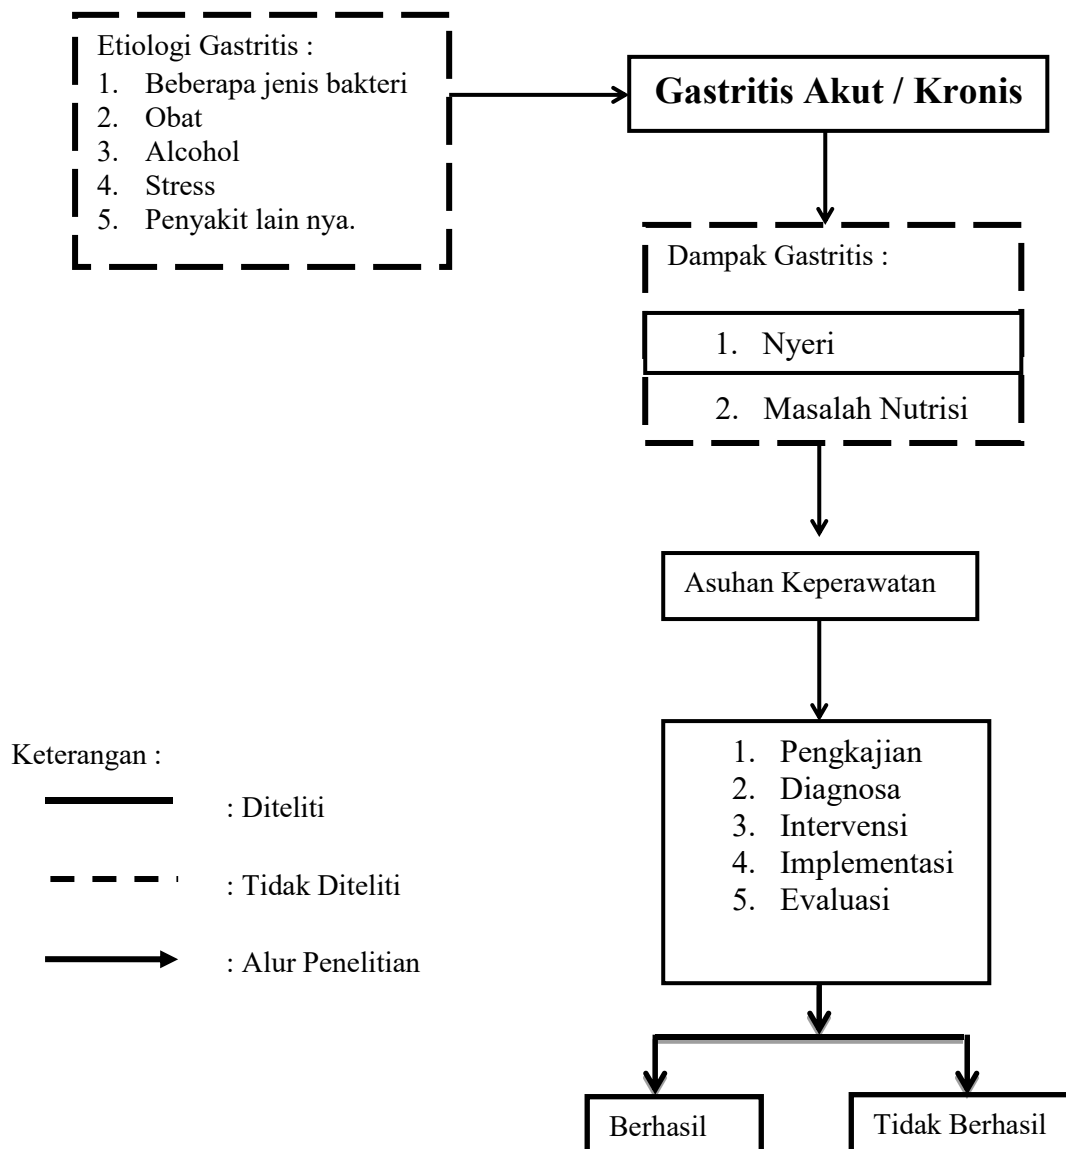 Etiologi Gastritis :
1. Beberapa jenis bakteri
2. Obat
3. Alcohol
4. Stress
5. Penyakit lain nya.
Gastritis Akut / Kronis
Dampak Gastritis :
1. Nyeri
2. Masalah Nutrisi
Asuhan Keperawatan
1. Pengkajian
2. Diagnosa
3. Intervensi
4. Implementasi
5. Evaluasi
Keterangan :
: Diteliti
: Tidak Diteliti
: Alur Penelitian
Berhasil
Tidak Berhasil